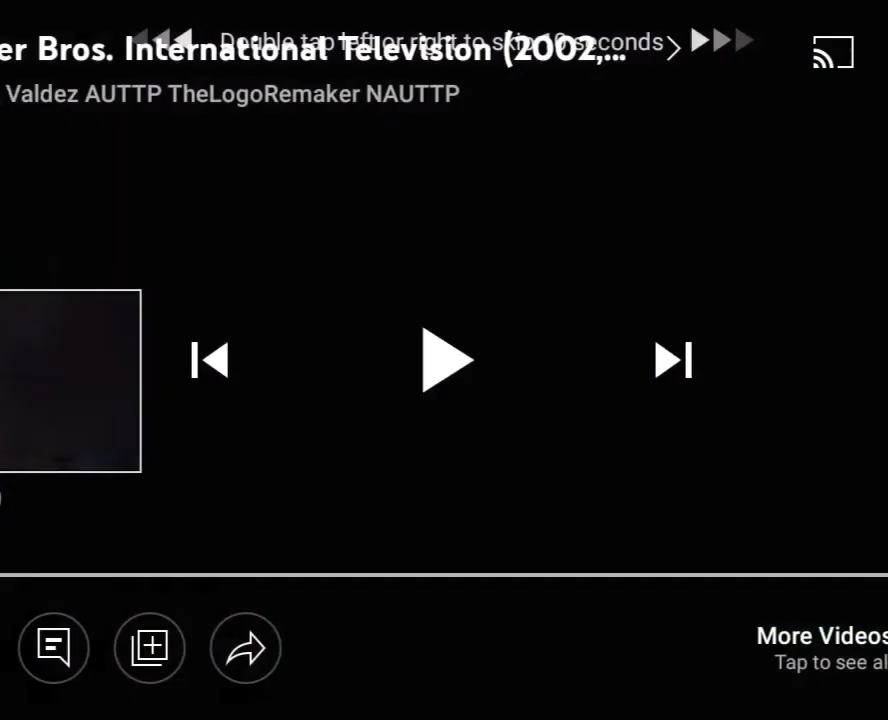 Double tap left or right to skip 10 seconds
er Bros. International Television (2002,...
Valdez AUTTP TheLogoRemaker NAUTTP
More Videos
Tap to see al